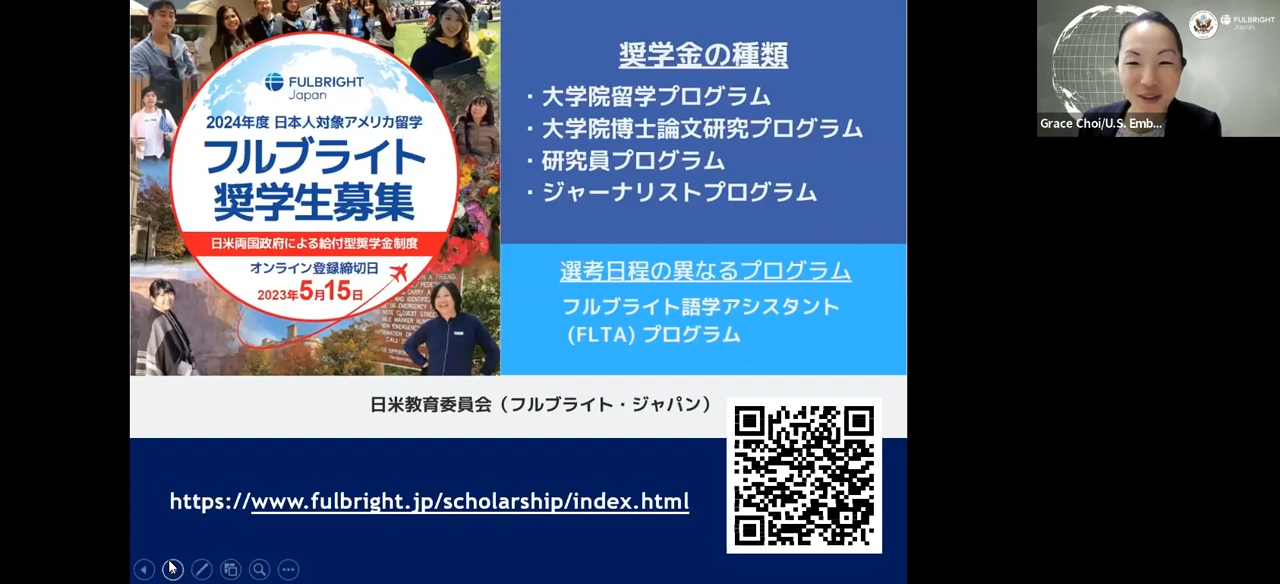 FULBRIGHT
Japan
2024年度 日本人対象アメリカ留学
フルブライト
奨学生募集
日米両国政府による給付型奨学金制度
オンライン登録締切日
2023年5月15日
奨学金の種類
・大学院留学プログラム
・大学院博士論文研究プログラム
・研究員プログラム
・ジャーナリストプログラム
選考日程の異なるプログラム
フルブライト語学アシスタント
(FLTA) プログラム
日米教育委員会（フルブライト・ジャパン）
https://www.fulbright.jp/scholarship/index.html
FULBRIGHT
Japan
Grace Choi/U.S. Emb...